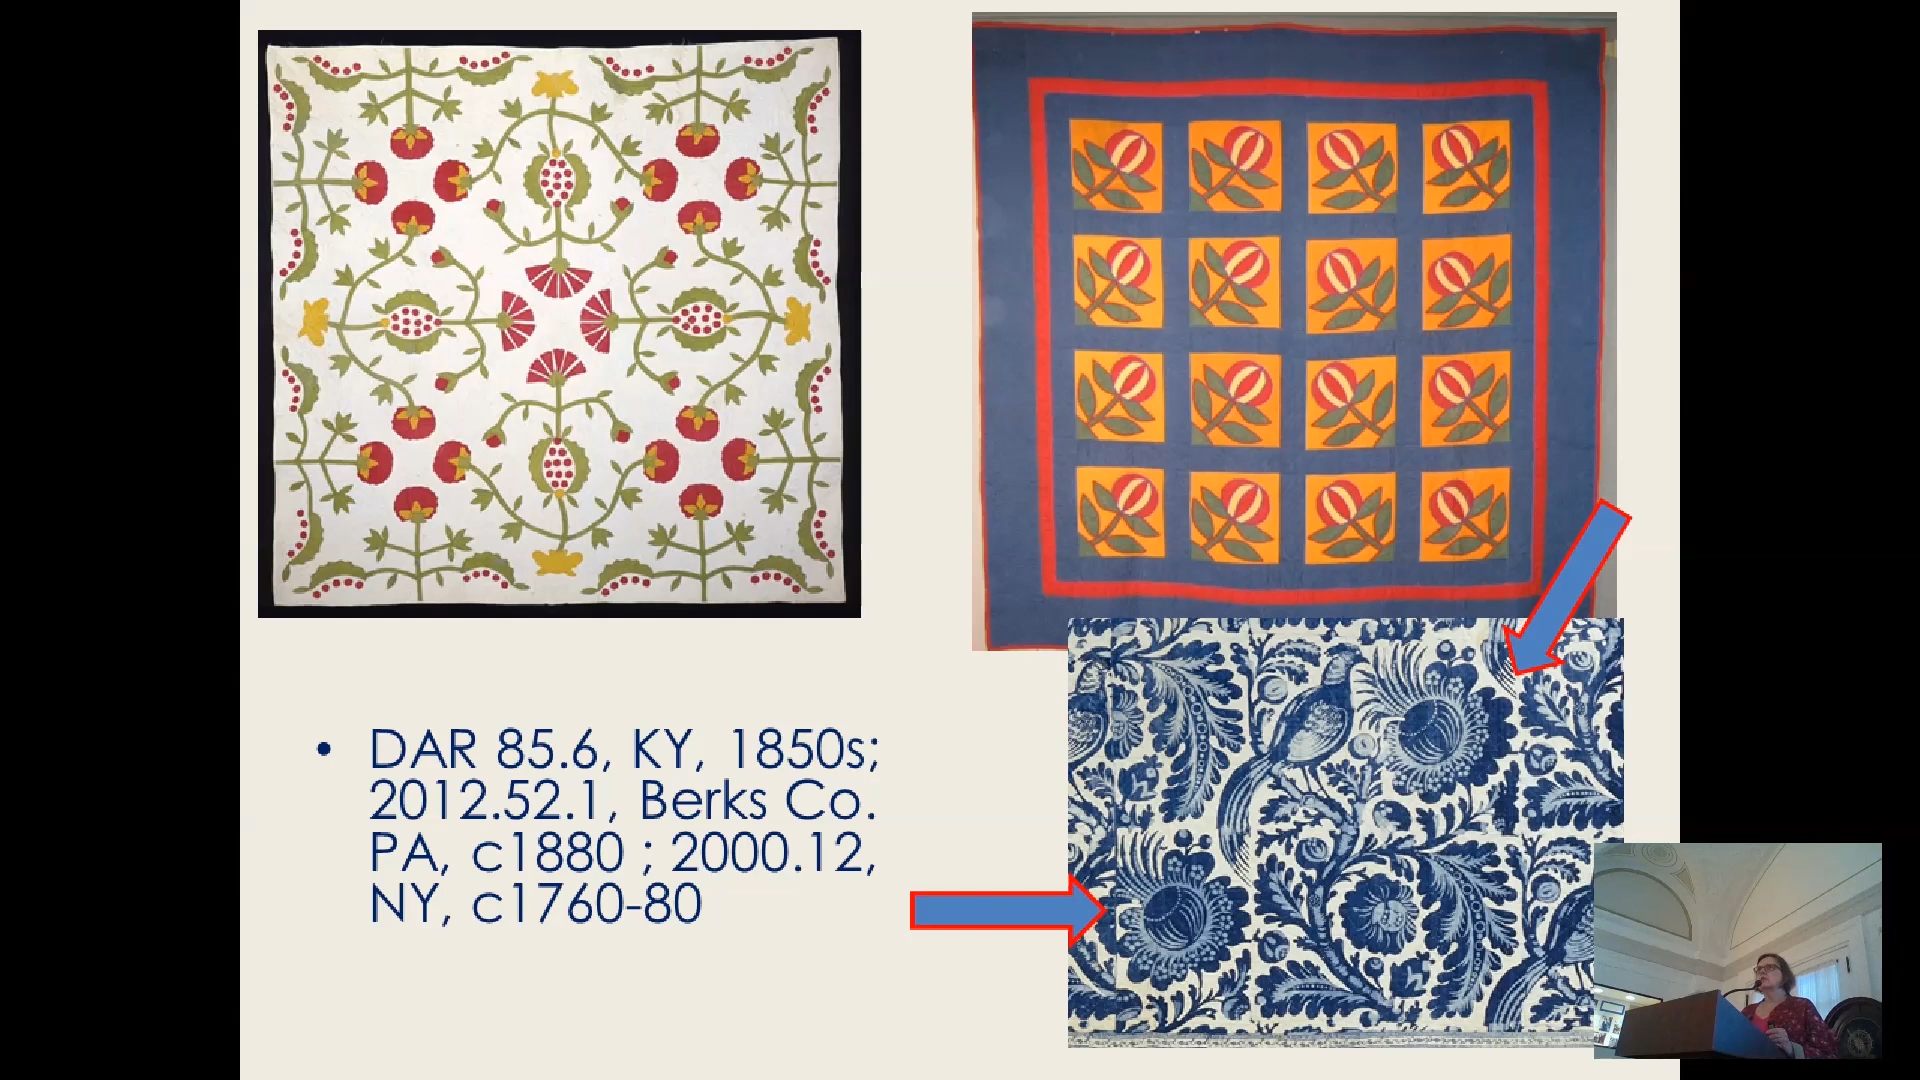 • DAR 85.6, KY, 1850s;
2012.52.1, Berks Co.
PA, c1880 ; 2000.12,
NY, c1760-80